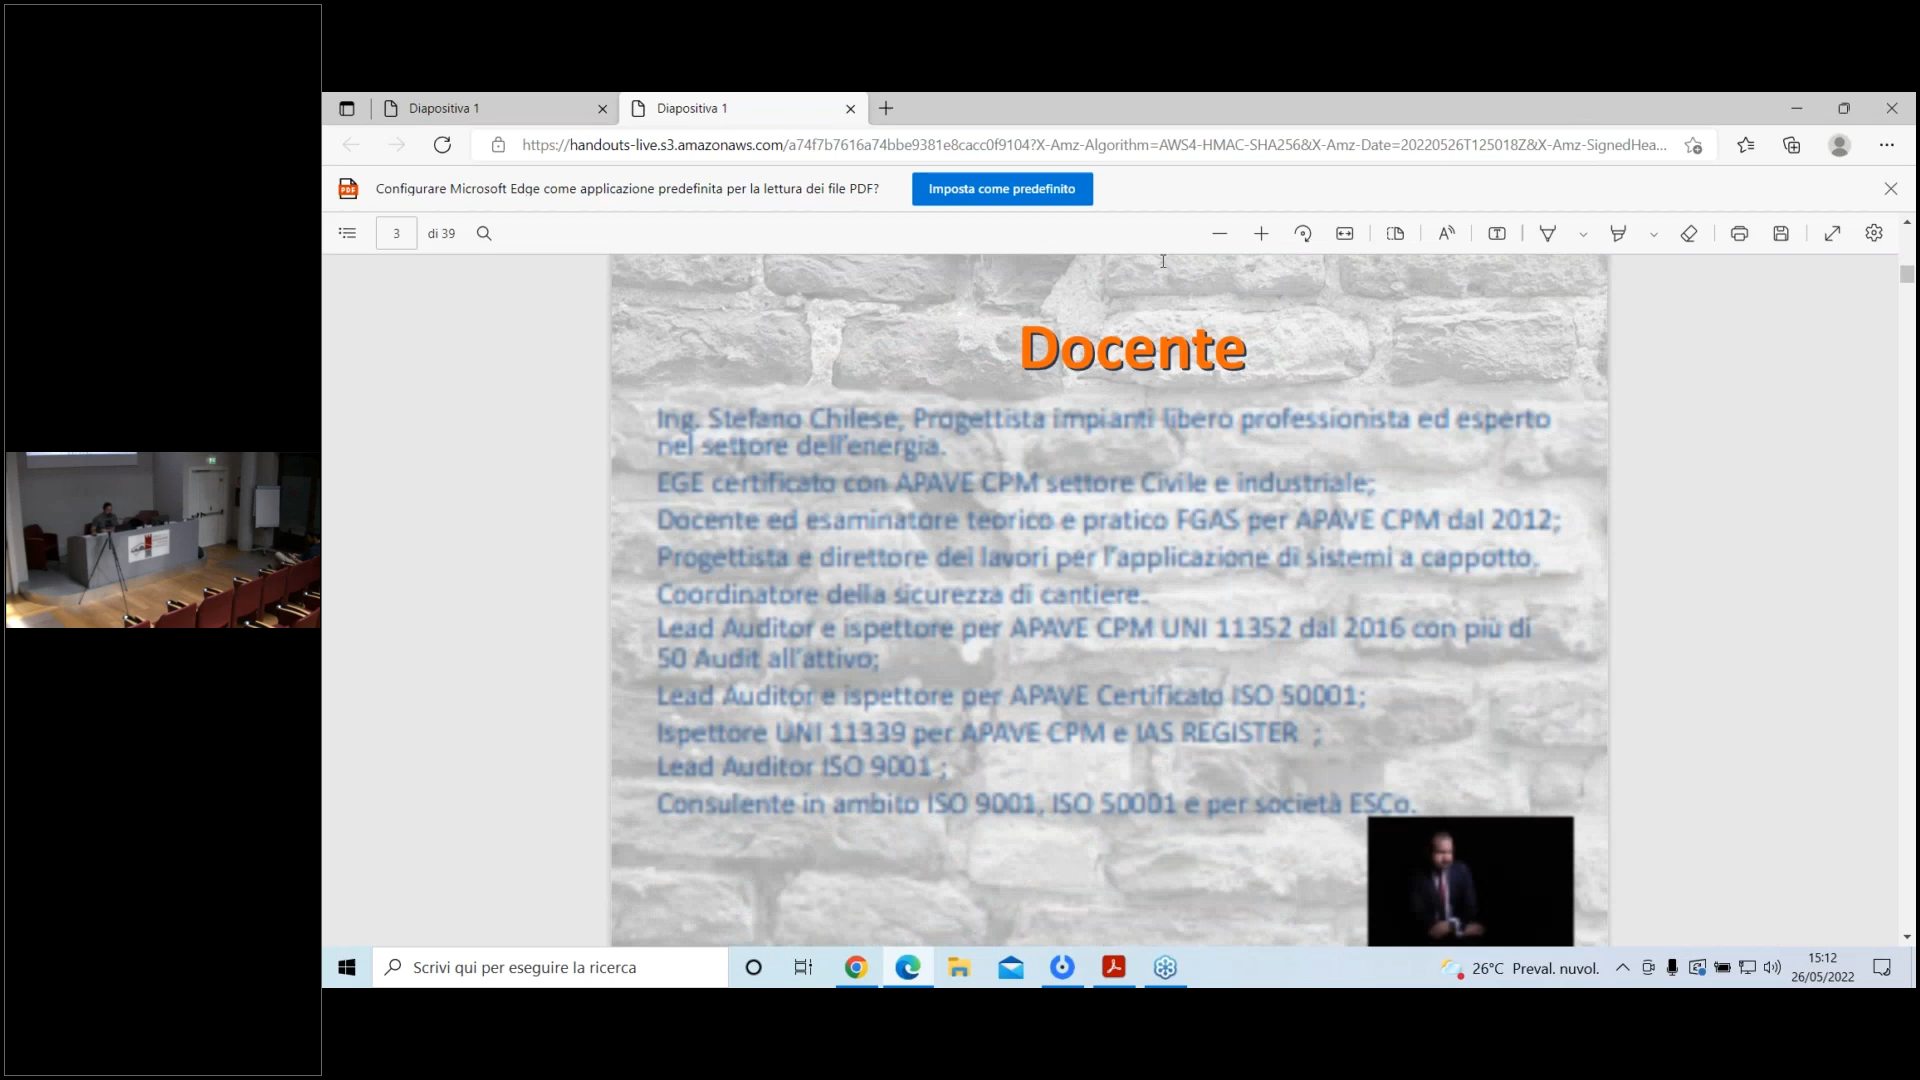 Diapositiva 1
Diapositiva 1
https://handouts-live.s3.amazonaws.com/a74f7b7616a74bbe9381e8cacc0f9104?X-Amz-Algorithm=AWS4-HMAC-SHA256&X-Amz-Date=20220526T125018Z&X-Amz-SignedHea...
Configurare Microsoft Edge come applicazione predefinita per la lettura dei file PDF?
Imposta come predefinito
3 di 39
Docente
Ing. Stefano Chilese, Progettista impianti libero professionista ed esperto
nel settore dell'energia.
EGE certificato con APAVE CPM settore Civile e industriale;
Docente ed esaminatore teorico e pratico FGAS per APAVE CPM dal 2012;
Progettista e direttore dei lavori per l'applicazione di sistemi a cappotto.
Coordinatore della sicurezza di cantiere.
Lead Auditor e ispettore per APAVE CPM UNI 11352 dal 2016 con più di
50 Audit all'attivo;
Lead Auditor e ispettore per APAVE Certificato ISO 50001;
Ispettore UNI 11339 per APAVE CPM e IAS REGISTER ;
Lead Auditor ISO 9001 ;
Consulente in ambito ISO 9001, ISO 50001 e per società ESCo.
Scrivi qui per eseguire la ricerca
26°C Preval. nuvol.
15:12
26/05/2022